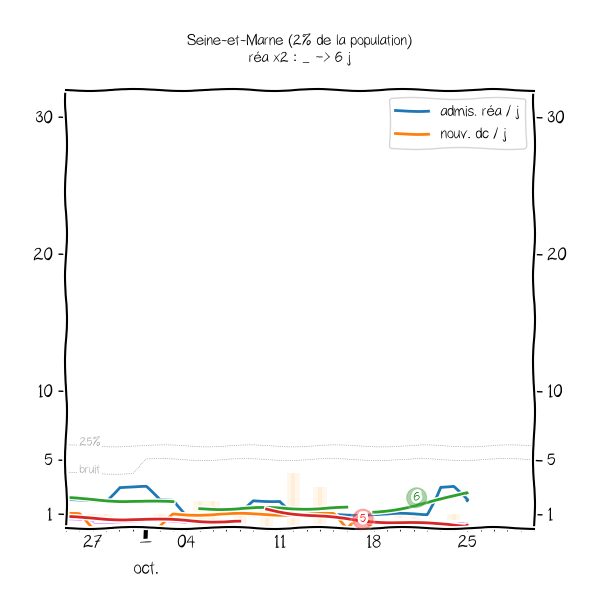 Seine-et-Marne (2% de la population)
réa x2 : _ -> 6 j
admis. réa / j
nouv. dc / j
30
30
20
20
10
10
25%
5
5
bruit
6
1
1
27
04
11
18
25
oct.